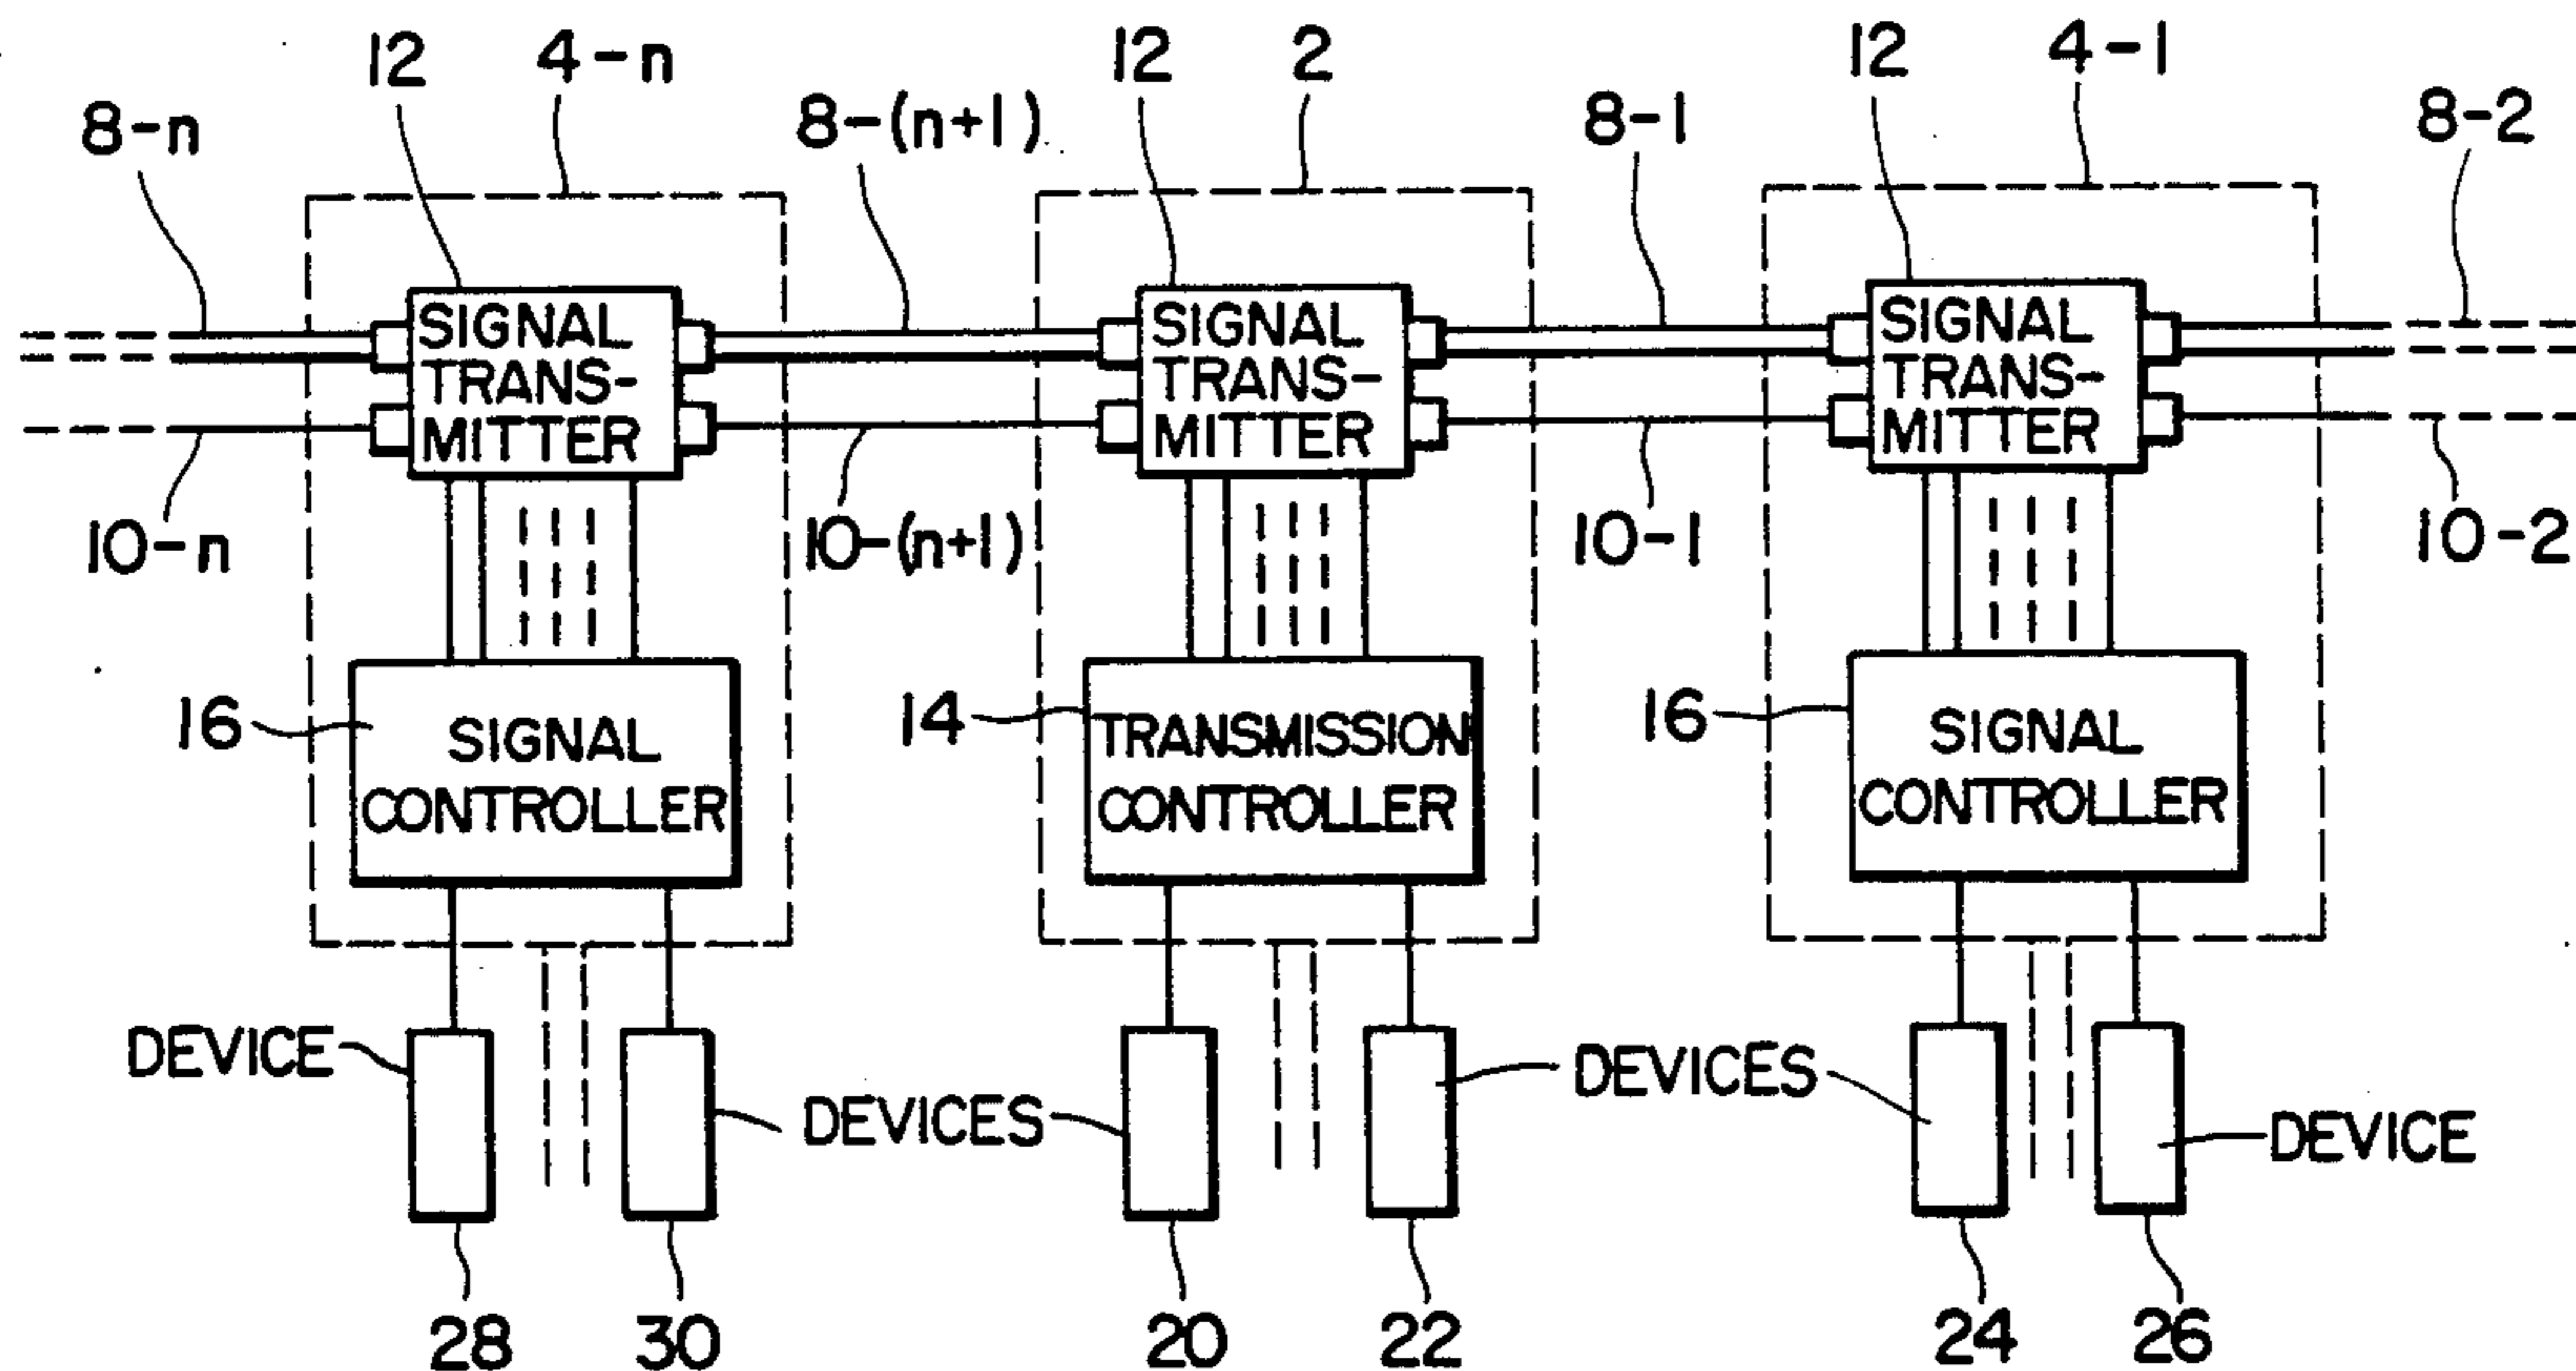 12
4-n
2
12
4-1
12
8-n
8-(n+1)
8-1
8-2
SIGNAL
TRANS-
MITTER
SIGNAL
TRANS-
MITTER
SIGNAL
TRANS-
MITTER
10-n
10-(n+1)
10-1
10-2
16
SIGNAL
CONTROLLER
14
TRANSMISSION
CONTROLLER
16
SIGNAL
CONTROLLER
DEVICE
DEVICES
DEVICES
DEVICE
28
30
20
22
24
26